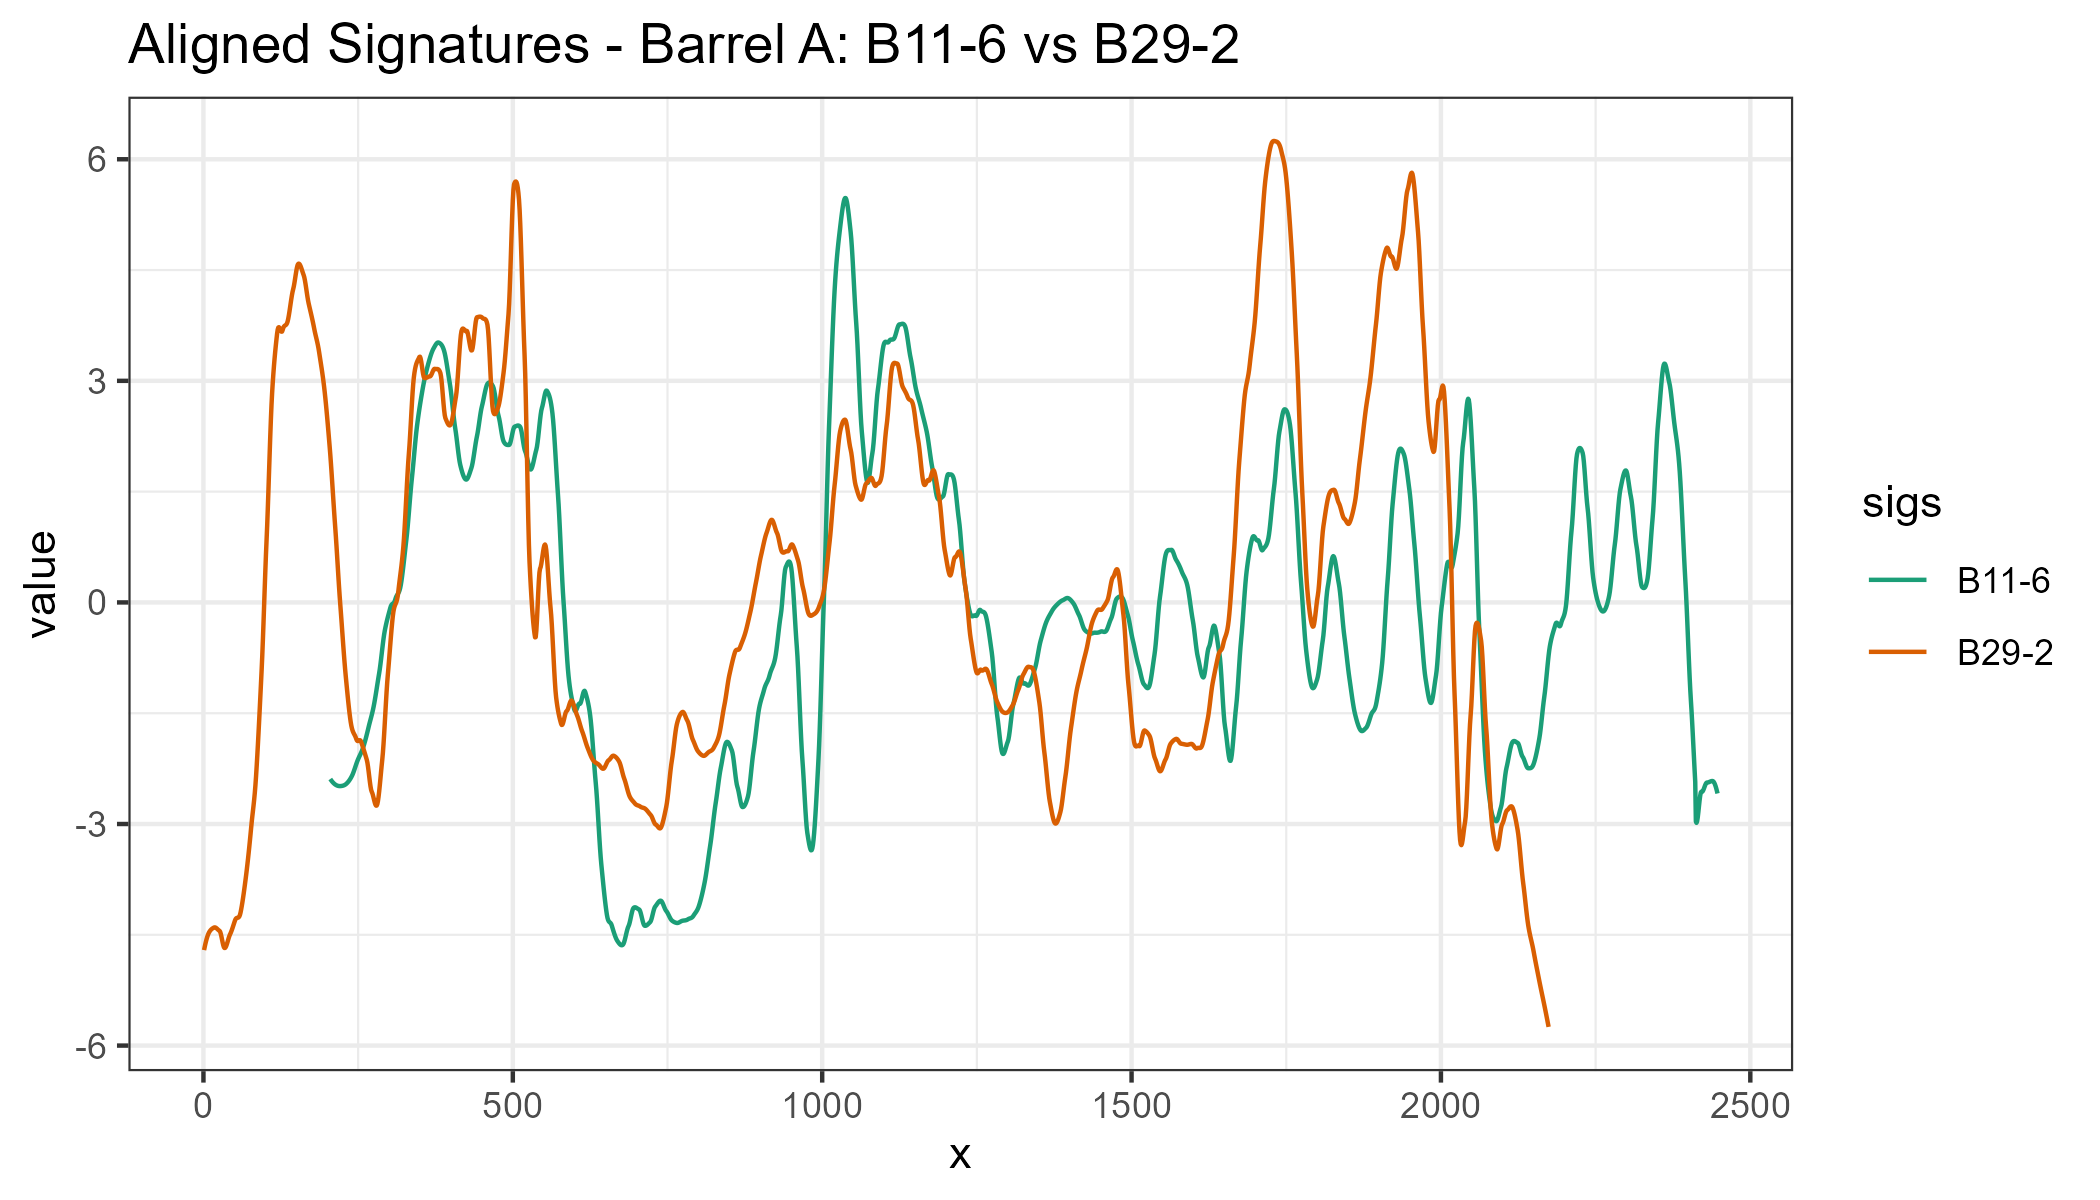 Aligned Signatures - Barrel A: B11-6 vs B29-2
6
3
0
-3
-6
value
0 500 1000 1500 2000 2500
x
sigs
B11-6
B29-2